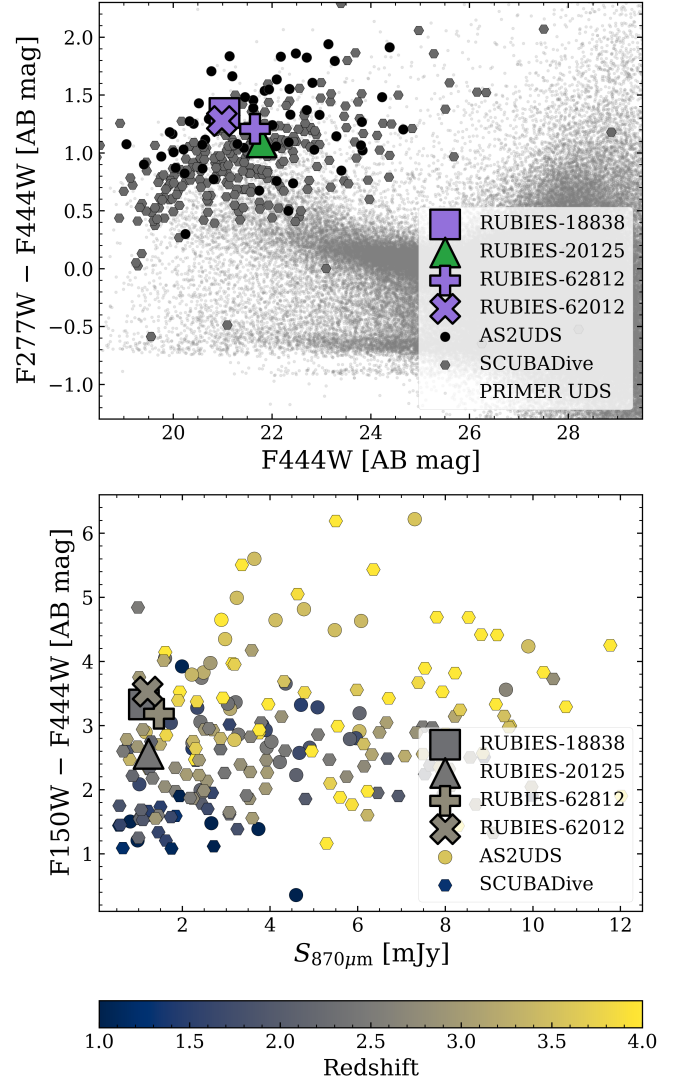 2.0
1.5
1.0
0.5
0.0
−0.5
−1.0
F277W − F444W [AB mag]
RUBIES-18838
RUBIES-20125
RUBIES-62812
RUBIES-62012
AS2UDS
SCUBADive
PRIMER UDS
20 22 24 26 28
F444W [AB mag]
6
5
4
3
2
1
F150W − F444W [AB mag]
RUBIES-18838
RUBIES-20125
RUBIES-62812
RUBIES-62012
AS2UDS
SCUBADive
2 4 6 8 10 12
S870μm [mJy]
1.0 1.5 2.0 2.5 3.0 3.5 4.0
Redshift